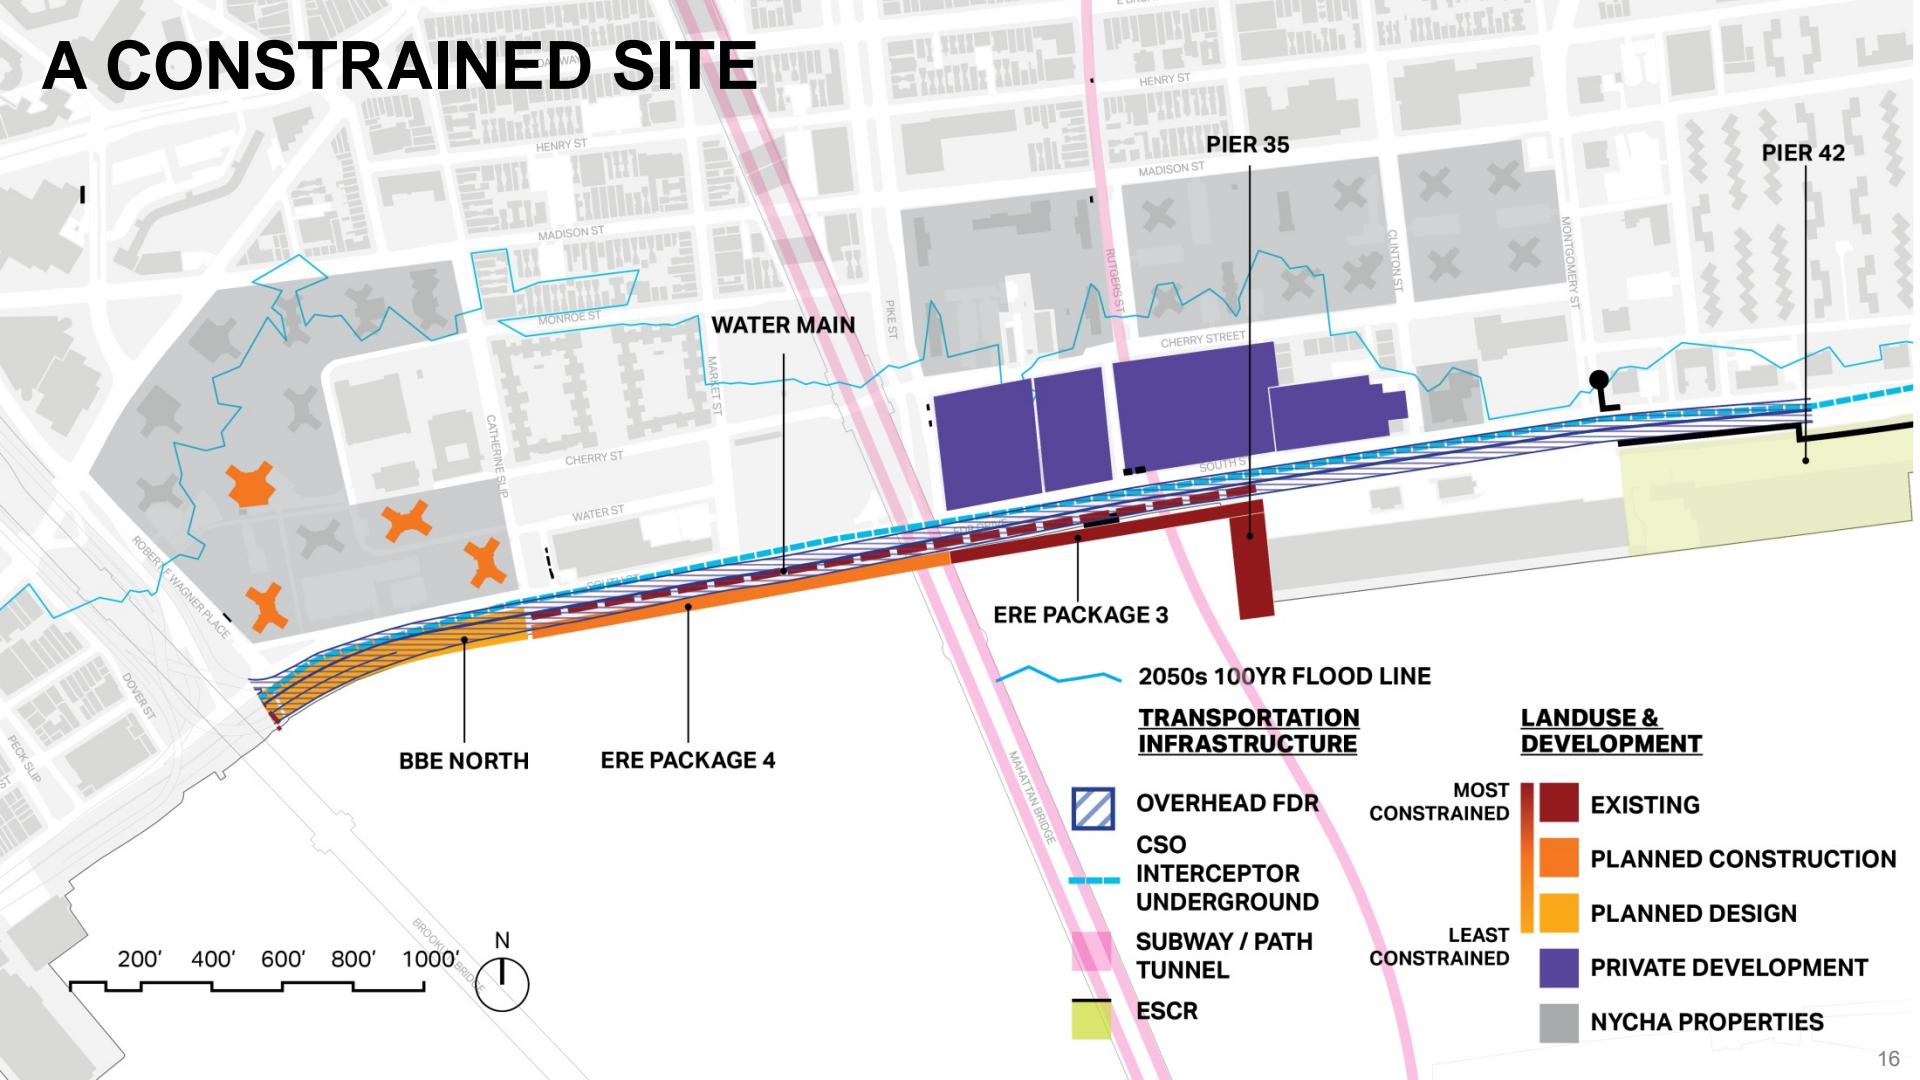 A CONSTRAINED SITE
HENRY ST
HENRY ST
MADISON ST
MADISON ST
PIER 35
PIER 42
RUTGERS ST
CLINTON ST
MONTGOMERY ST
MONROE ST
WATER MAIN
PIKE ST
MARKET ST
CHERRY STREET
CATHERINE SLIP
CHERRY ST
SOUTH S
WATER ST
SOUTH ST
ROBERT F WAGNER PLACE
DOVER ST
PECK SLIP
ERE PACKAGE 3
BBE NORTH
ERE PACKAGE 4
MAHATTAN BRIDGE
2050s 100YR FLOOD LINE
TRANSPORTATION
INFRASTRUCTURE
OVERHEAD FDR
CSO
INTERCEPTOR
UNDERGROUND
SUBWAY / PATH
TUNNEL
ESCR
LANDUSE &
DEVELOPMENT
MOST
CONSTRAINED
LEAST
CONSTRAINED
EXISTING
PLANNED CONSTRUCTION
PLANNED DESIGN
PRIVATE DEVELOPMENT
NYCHA PROPERTIES
200' 400' 600' 800' 1000'
N
16